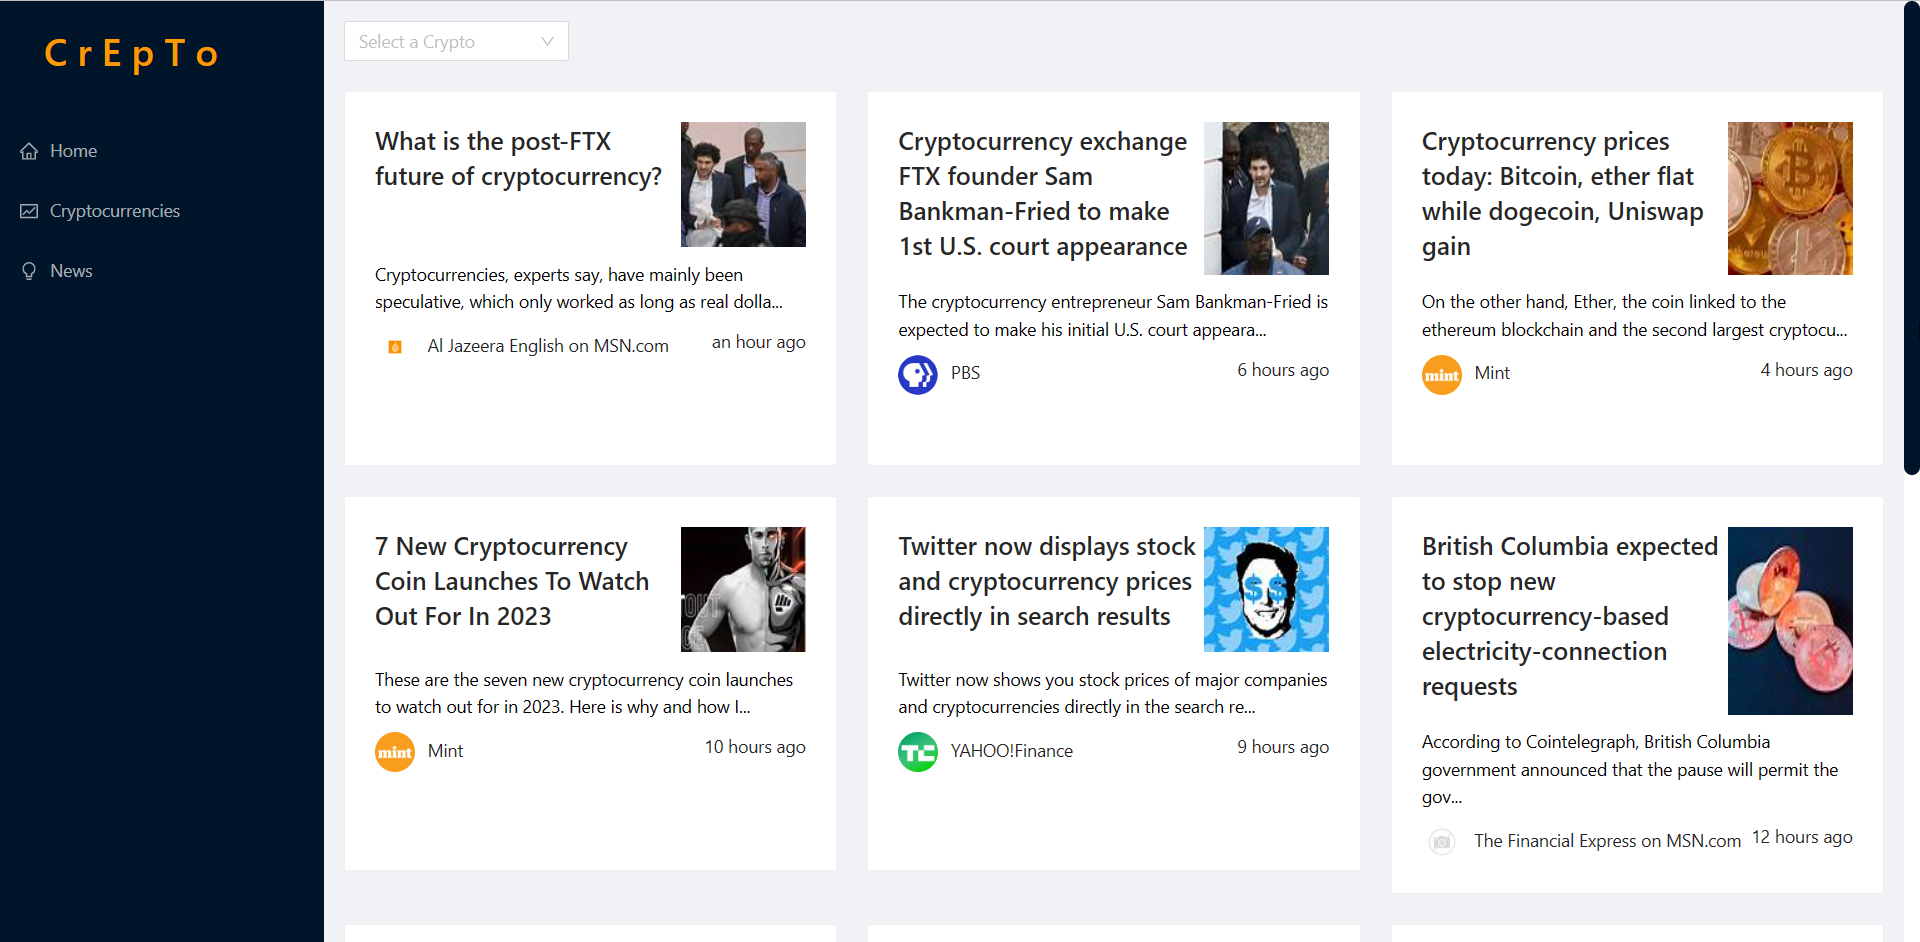 CrEpTo
Home
Cryptocurrencies
News
Select a Crypto
What is the post-FTX
future of cryptocurrency?
Cryptocurrencies, experts say, have mainly been
speculative, which only worked as long as real dolla...
Al Jazeera English on MSN.com
an hour ago
Cryptocurrency exchange
FTX founder Sam
Bankman-Fried to make
1st U.S. court appearance
The cryptocurrency entrepreneur Sam Bankman-Fried is
expected to make his initial U.S. court appeara...
PBS
6 hours ago
Cryptocurrency prices
today: Bitcoin, ether flat
while dogecoin, Uniswap
gain
On the other hand, Ether, the coin linked to the
ethereum blockchain and the second largest cryptocu...
mint
Mint
4 hours ago
7 New Cryptocurrency
Coin Launches To Watch
Out For In 2023
These are the seven new cryptocurrency coin launches
to watch out for in 2023. Here is why and how I...
mint
Mint
10 hours ago
Twitter now displays stock
and cryptocurrency prices
directly in search results
Twitter now shows you stock prices of major companies
and cryptocurrencies directly in the search re...
TC
YAHOO!Finance
9 hours ago
British Columbia expected
to stop new
cryptocurrency-based
electricity-connection
requests
According to Cointelegraph, British Columbia
government announced that the pause will permit the
gov...
The Financial Express on MSN.com
12 hours ago